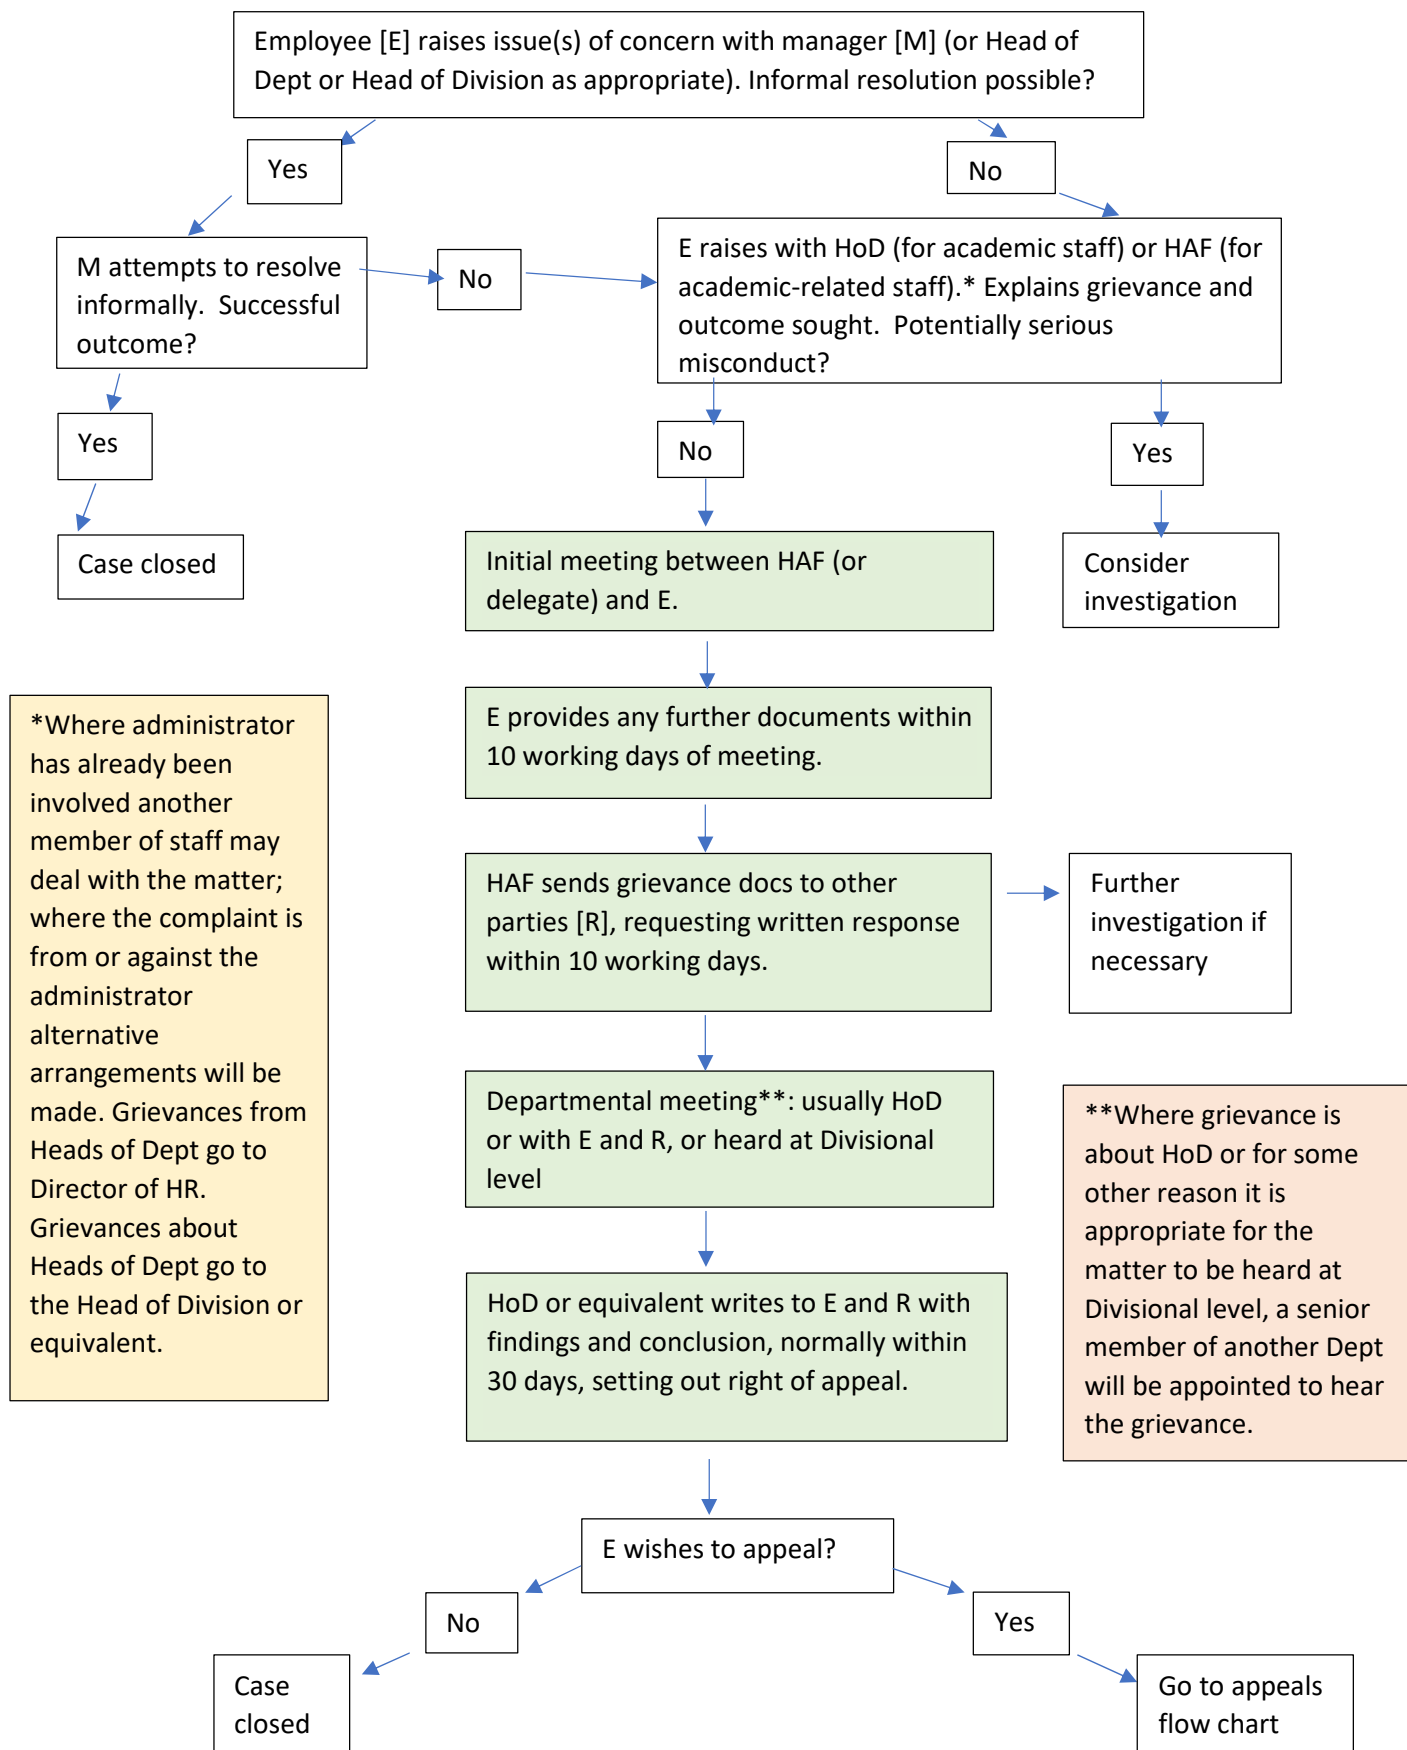 Employee [E] raises issue(s) of concern with manager [M] (or Head of
Dept or Head of Division as appropriate). Informal resolution possible?
Yes
No
M attempts to resolve
informally.  Successful
outcome?
No
E raises with HoD (for academic staff) or HAF (for
academic-related staff).* Explains grievance and
outcome sought.  Potentially serious
misconduct?
Yes
No
Yes
Case closed
Initial meeting between HAF (or
delegate) and E.
Consider
investigation
*Where administrator
has already been
involved another
member of staff may
deal with the matter;
where the complaint is
from or against the
administrator
alternative
arrangements will be
made. Grievances from
Heads of Dept go to
Director of HR.
Grievances about
Heads of Dept go to
the Head of Division or
equivalent.
E provides any further documents within
10 working days of meeting.
HAF sends grievance docs to other
parties [R], requesting written response
within 10 working days.
Further
investigation if
necessary
Departmental meeting**: usually HoD
or with E and R, or heard at Divisional
level
**Where grievance is
about HoD or for some
other reason it is
appropriate for the
matter to be heard at
Divisional level, a senior
member of another Dept
will be appointed to hear
the grievance.
HoD or equivalent writes to E and R with
findings and conclusion, normally within
30 days, setting out right of appeal.
E wishes to appeal?
No
Yes
Case
closed
Go to appeals
flow chart